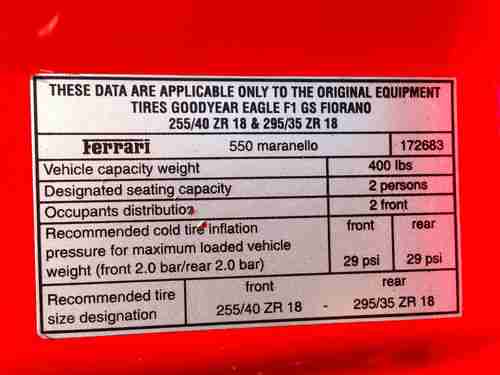 THESE DATA ARE APPLICABLE ONLY TO THE ORIGINAL EQUIPMENT
TIRES GOODYEAR EAGLE F1 GS FIORANO
255/40 ZR 18 & 295/35 ZR 18
Ferrari 550 maranello 172683
Vehicle capacity weight 400 lbs
Designated seating capacity 2 persons
Occupants distribution 2 front
Recommended cold tire inflation front rear
pressure for maximum loaded vehicle
weight (front 2.0 bar/rear 2.0 bar) 29 psi 29 psi
Recommended tire front rear
size designation 255/40 ZR 18 - 295/35 ZR 18